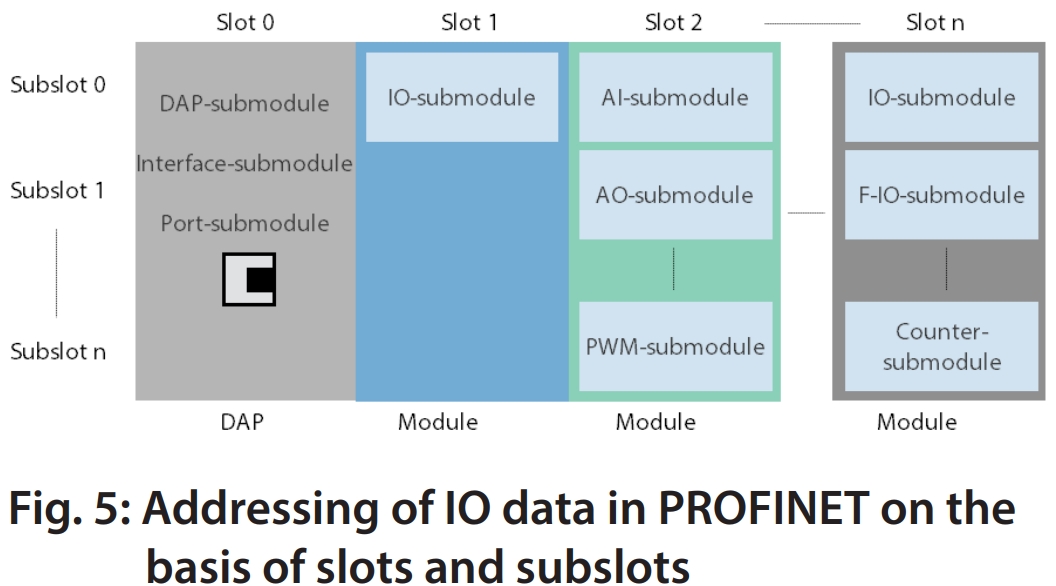 Slot 0 Slot 1 Slot 2 Slot n
Subslot 0
DAP-submodule
IO-submodule AI-submodule IO-submodule
Interface-submodule
Subslot 1
AO-submodule F-IO-submodule
Port-submodule
Subslot n
PWM-submodule
Counter-
submodule
DAP Module Module Module
Fig. 5: Addressing of IO data in PROFINET on the
basis of slots and subslots